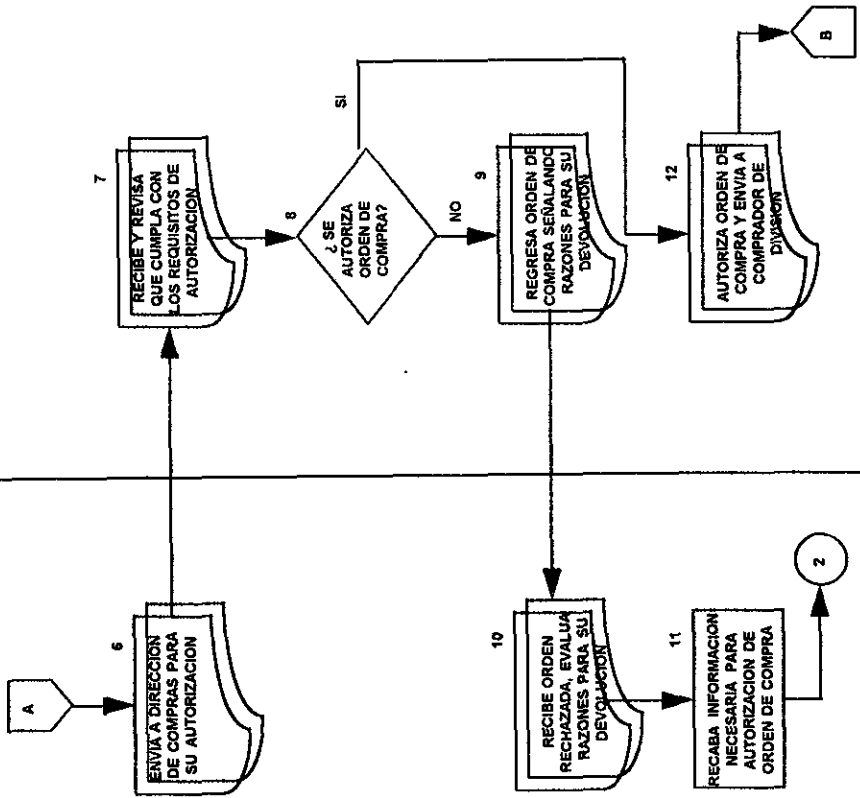 A
6
ENVIA A DIRECCION
DE COMPRAS PARA
SU AUTORIZACION
7
RECIBE Y REVISA
QUE CUMPLA CON
LOS REQUISITOS DE
AUTORIZACION
8
¿ SE
AUTORIZA
ORDEN DE
COMPRA?
SI
NO
9
REGRESA ORDEN DE
COMPRA SEÑALANDO
RAZONES PARA SU
DEVOLUCION
10
RECIBE ORDEN
RECHAZADA, EVALUA
RAZONES PARA SU
DEVOLUCION
11
RECABA INFORMACION
NECESARIA PARA
AUTORIZACION DE
ORDEN DE COMPRA
2
12
AUTORIZA ORDEN DE
COMPRA Y ENVIA A
COMPRADOR DE
DIVISION
B